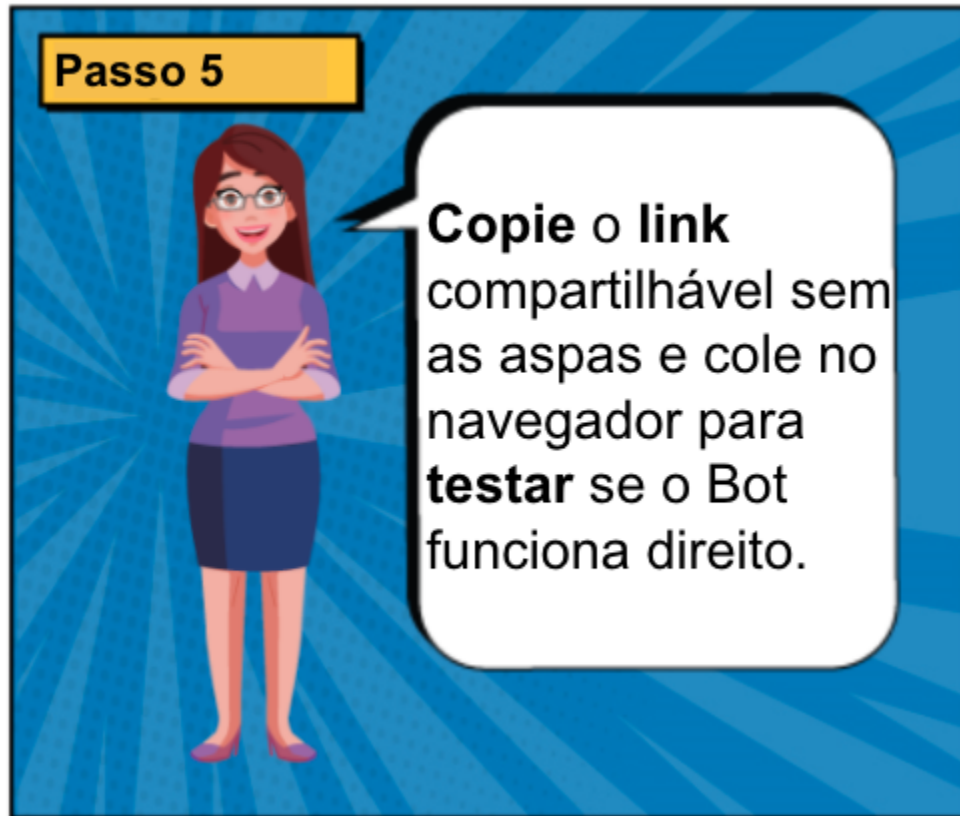 Passo 5
Copie o link
compartilhável sem
as aspas e cole no
navegador para
testar se o Bot
funciona direito.